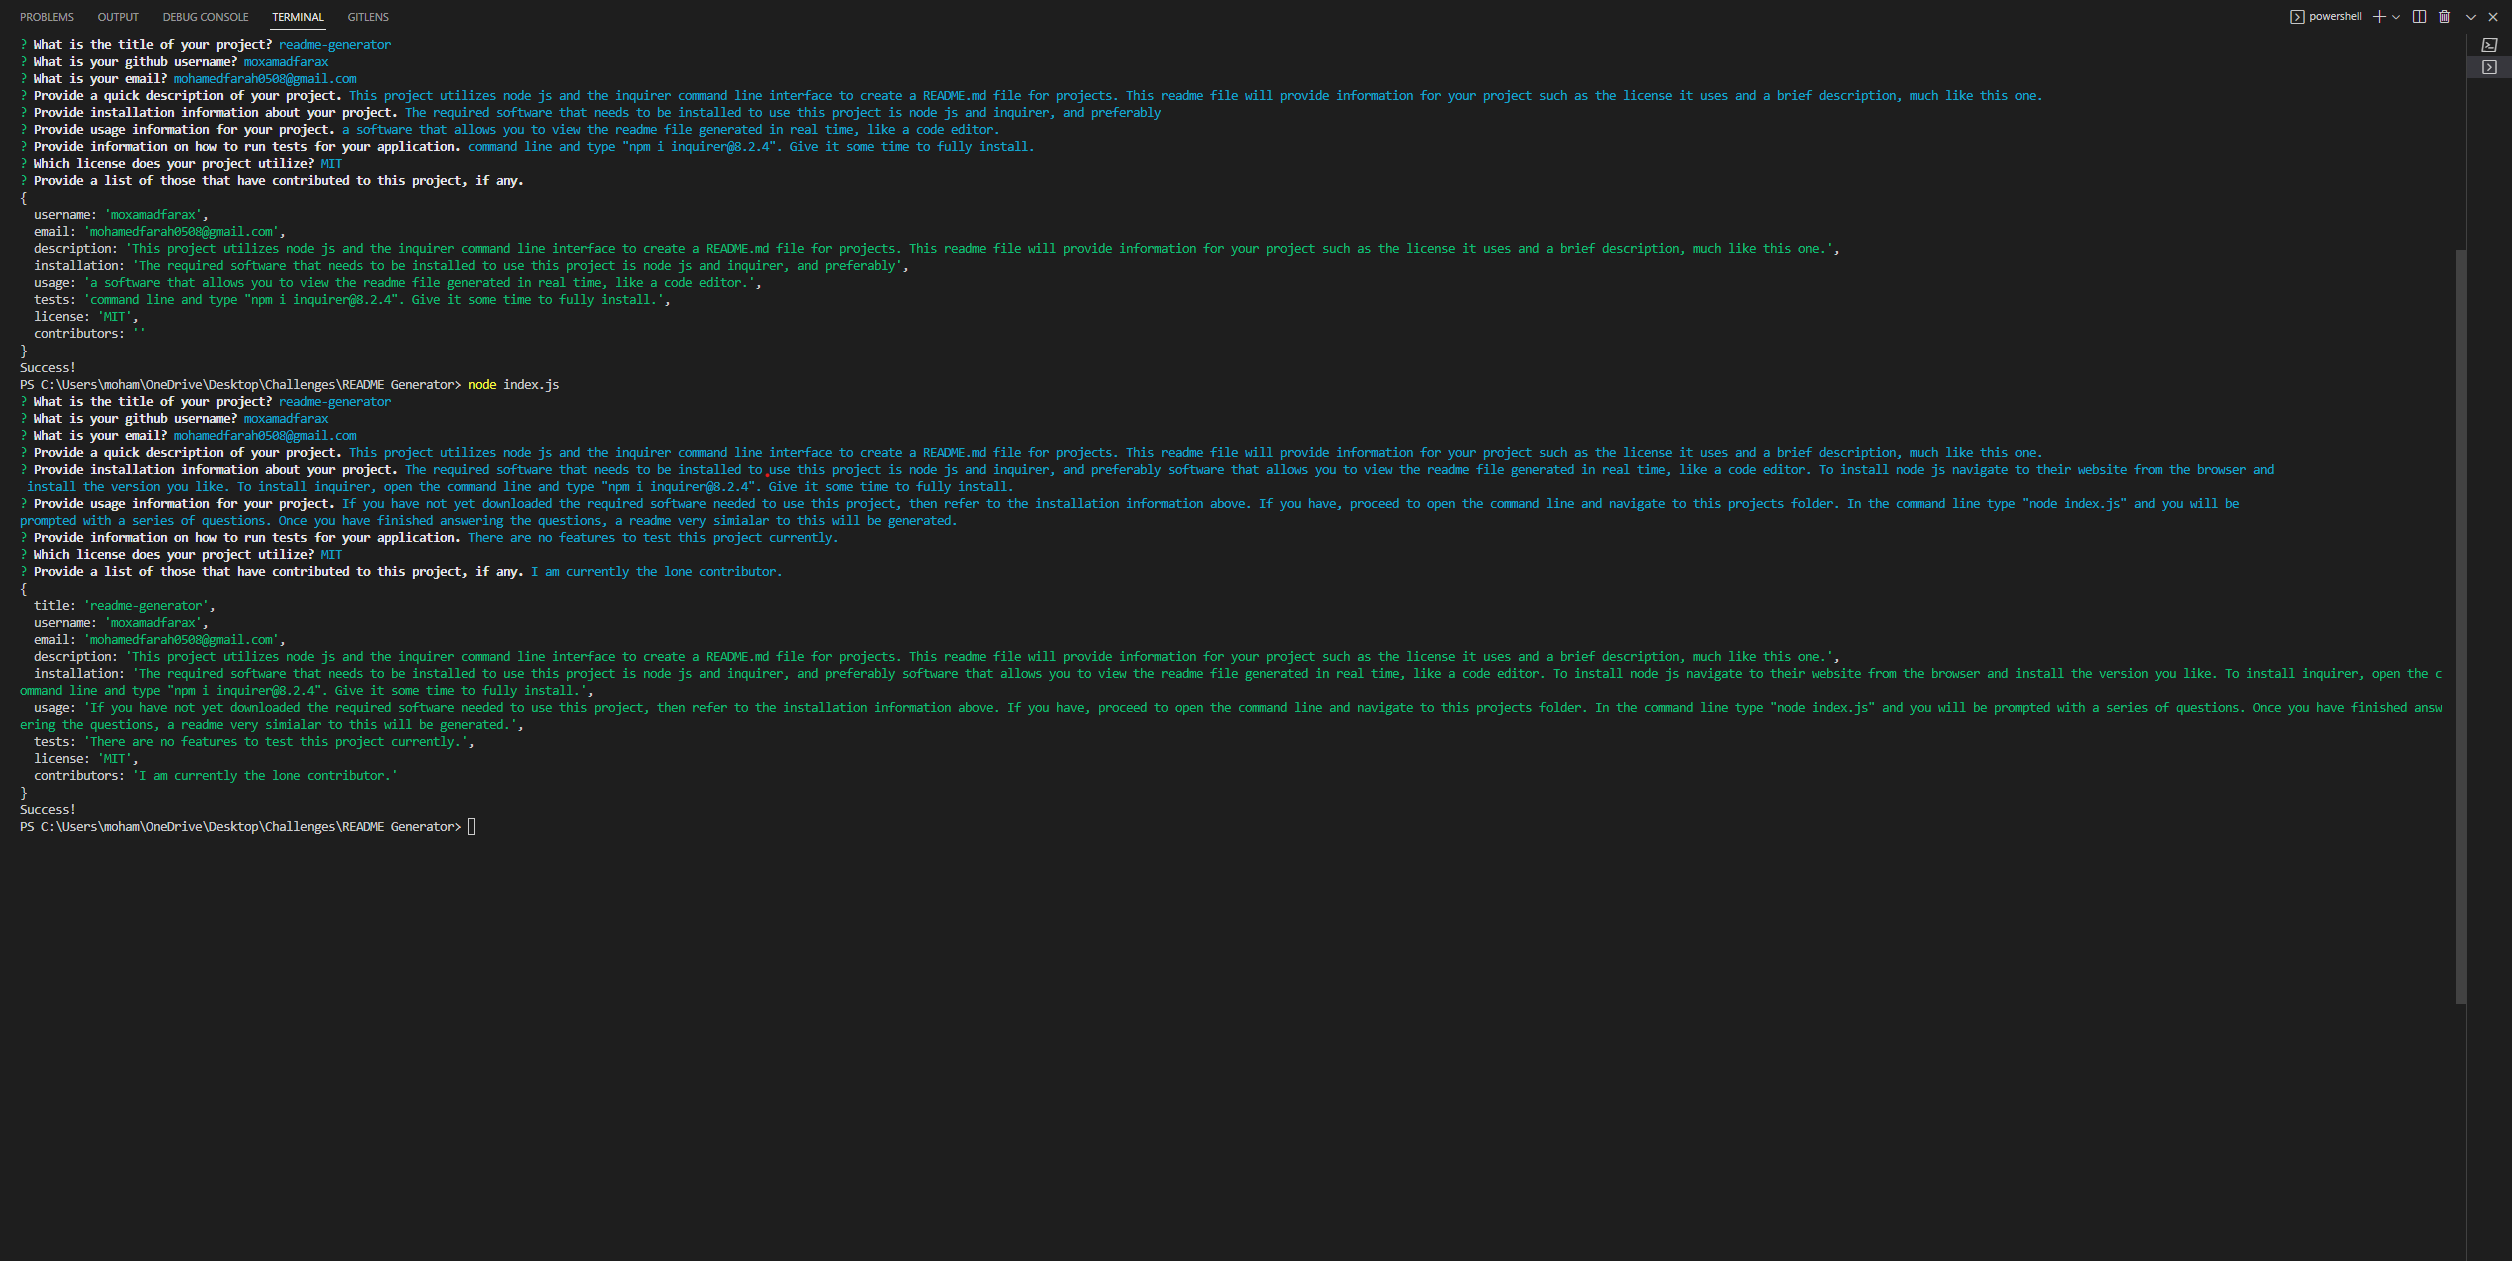 PROBLEMS OUTPUT DEBUG CONSOLE TERMINAL GITLENS powershell
? What is the title of your project? readme-generator
? What is your github username? moxamadfarax
? What is your email? mohamedfarah0508@gmail.com
? Provide a quick description of your project. This project utilizes node js and the inquirer command line interface to create a README.md file for projects. This readme file will provide information for your project such as the license it uses and a brief description, much like this one.
? Provide installation information about your project. The required software that needs to be installed to use this project is node js and inquirer, and preferably
? Provide usage information for your project. a software that allows you to view the readme file generated in real time, like a code editor.
? Provide information on how to run tests for your application. command line and type "npm i inquirer@8.2.4". Give it some time to fully install.
? Which license does your project utilize? MIT
? Provide a list of those that have contributed to this project, if any.
{
  username: 'moxamadfarax',
  email: 'mohamedfarah0508@gmail.com',
  description: 'This project utilizes node js and the inquirer command line interface to create a README.md file for projects. This readme file will provide information for your project such as the license it uses and a brief description, much like this one.',
  installation: 'The required software that needs to be installed to use this project is node js and inquirer, and preferably',
  usage: 'a software that allows you to view the readme file generated in real time, like a code editor.',
  tests: 'command line and type "npm i inquirer@8.2.4". Give it some time to fully install.',
  license: 'MIT',
  contributors: ''
}
Success!
PS C:\Users\moham\OneDrive\Desktop\Challenges\README Generator> node index.js
? What is the title of your project? readme-generator
? What is your github username? moxamadfarax
? What is your email? mohamedfarah0508@gmail.com
? Provide a quick description of your project. This project utilizes node js and the inquirer command line interface to create a README.md file for projects. This readme file will provide information for your project such as the license it uses and a brief description, much like this one.
? Provide installation information about your project. The required software that needs to be installed to use this project is node js and inquirer, and preferably software that allows you to view the readme file generated in real time, like a code editor. To install node js navigate to their website from the browser and
 install the version you like. To install inquirer, open the command line and type "npm i inquirer@8.2.4". Give it some time to fully install.
? Provide usage information for your project. If you have not yet downloaded the required software needed to use this project, then refer to the installation information above. If you have, proceed to open the command line and navigate to this projects folder. In the command line type "node index.js" and you will be
prompted with a series of questions. Once you have finished answering the questions, a readme very simialar to this will be generated.
? Provide information on how to run tests for your application. There are no features to test this project currently.
? Which license does your project utilize? MIT
? Provide a list of those that have contributed to this project, if any. I am currently the lone contributor.
{
  title: 'readme-generator',
  username: 'moxamadfarax',
  email: 'mohamedfarah0508@gmail.com',
  description: 'This project utilizes node js and the inquirer command line interface to create a README.md file for projects. This readme file will provide information for your project such as the license it uses and a brief description, much like this one.',
  installation: 'The required software that needs to be installed to use this project is node js and inquirer, and preferably software that allows you to view the readme file generated in real time, like a code editor. To install node js navigate to their website from the browser and install the version you like. To install inquirer, open the c
ommand line and type "npm i inquirer@8.2.4". Give it some time to fully install.',
  usage: 'If you have not yet downloaded the required software needed to use this project, then refer to the installation information above. If you have, proceed to open the command line and navigate to this projects folder. In the command line type "node index.js" and you will be prompted with a series of questions. Once you have finished answ
ering the questions, a readme very simialar to this will be generated.',
  tests: 'There are no features to test this project currently.',
  license: 'MIT',
  contributors: 'I am currently the lone contributor.'
}
Success!
PS C:\Users\moham\OneDrive\Desktop\Challenges\README Generator>